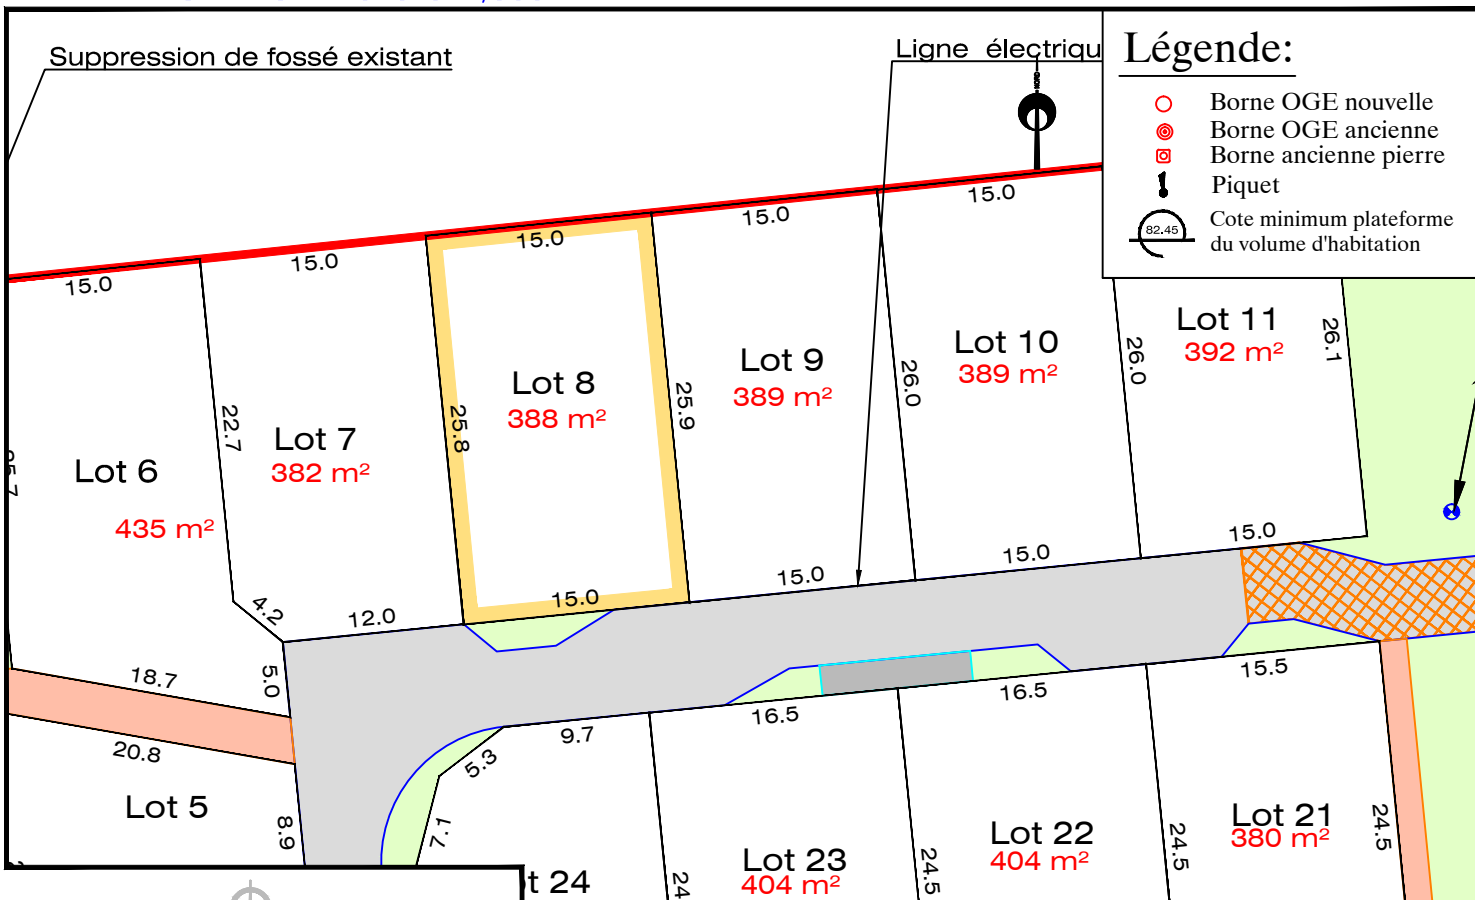 Suppression de fossé existant
Ligne électriqu
Légende:
Borne OGE nouvelle
Borne OGE ancienne
Borne ancienne pierre
Piquet
82.45
Cote minimum plateforme
du volume d'habitation
15.0
15.0
15.0
15.0
15.0
Lot 6
435 m²
22.7
Lot 7
382 m²
25.8
Lot 8
388 m²
25.9
Lot 9
389 m²
26.0
Lot 10
389 m²
26.0
Lot 11
392 m²
26.1
4.2
12.0
15.0
15.0
15.0
15.0
18.7
5.0
20.8
Lot 5
8.9
9.7
5.3
7.1
16.5
16.5
15.5
t 24
24
Lot 23
404 m²
24.5
Lot 22
404 m²
24.5
Lot 21
380 m²
24.5